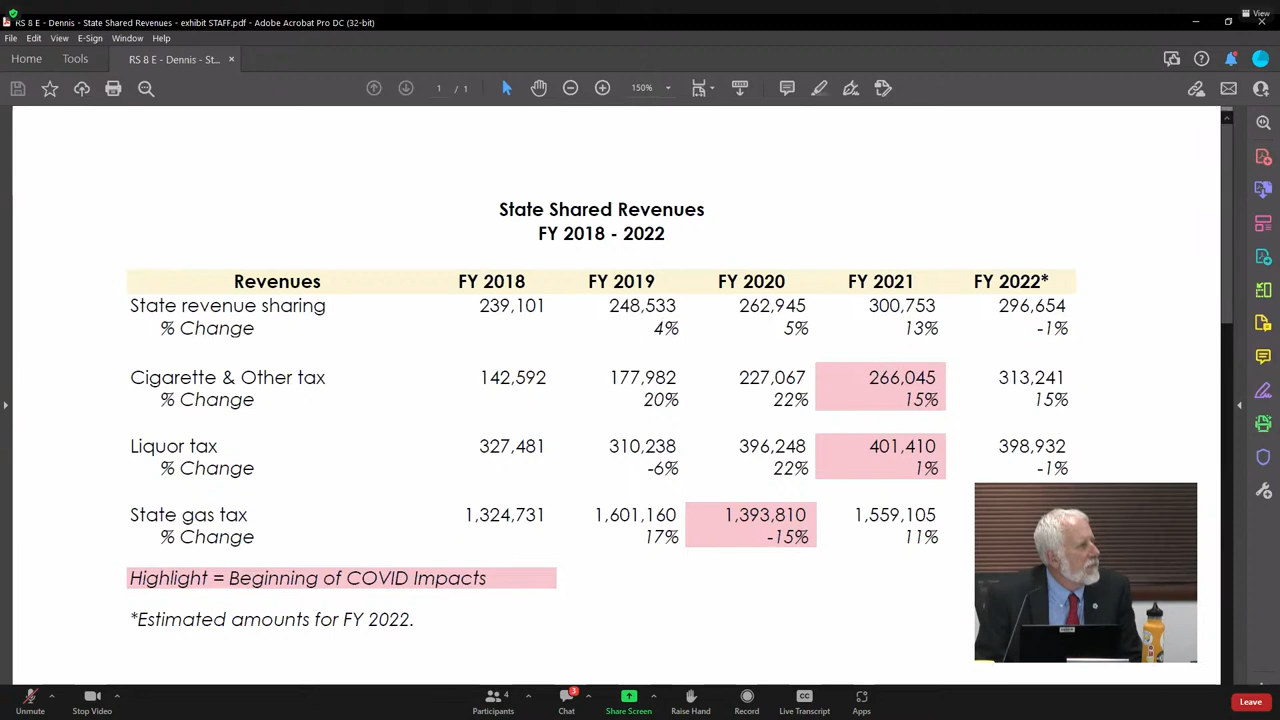 View
RS 8 E - Dennis - State Shared Revenues - exhibit STAFF.pdf - Adobe Acrobat Pro DC (32-bit)
File Edit View E-Sign Window Help
Home Tools RS 8 E - Dennis - St... ×
1 / 1 150%
State Shared Revenues
FY 2018 - 2022
Revenues FY 2018 FY 2019 FY 2020 FY 2021 FY 2022*
State revenue sharing 239,101 248,533 262,945 300,753 296,654
% Change 4% 5% 13% -1%
Cigarette & Other tax 142,592 177,982 227,067 266,045 313,241
% Change 20% 22% 15% 15%
Liquor tax 327,481 310,238 396,248 401,410 398,932
% Change -6% 22% 1% -1%
State gas tax 1,324,731 1,601,160 1,393,810 1,559,105
% Change 17% -15% 11%
Highlight = Beginning of COVID Impacts
*Estimated amounts for FY 2022.
4 3
Unmute Stop Video Participants Chat Share Screen Raise Hand Record CC Live Transcript Apps Leave